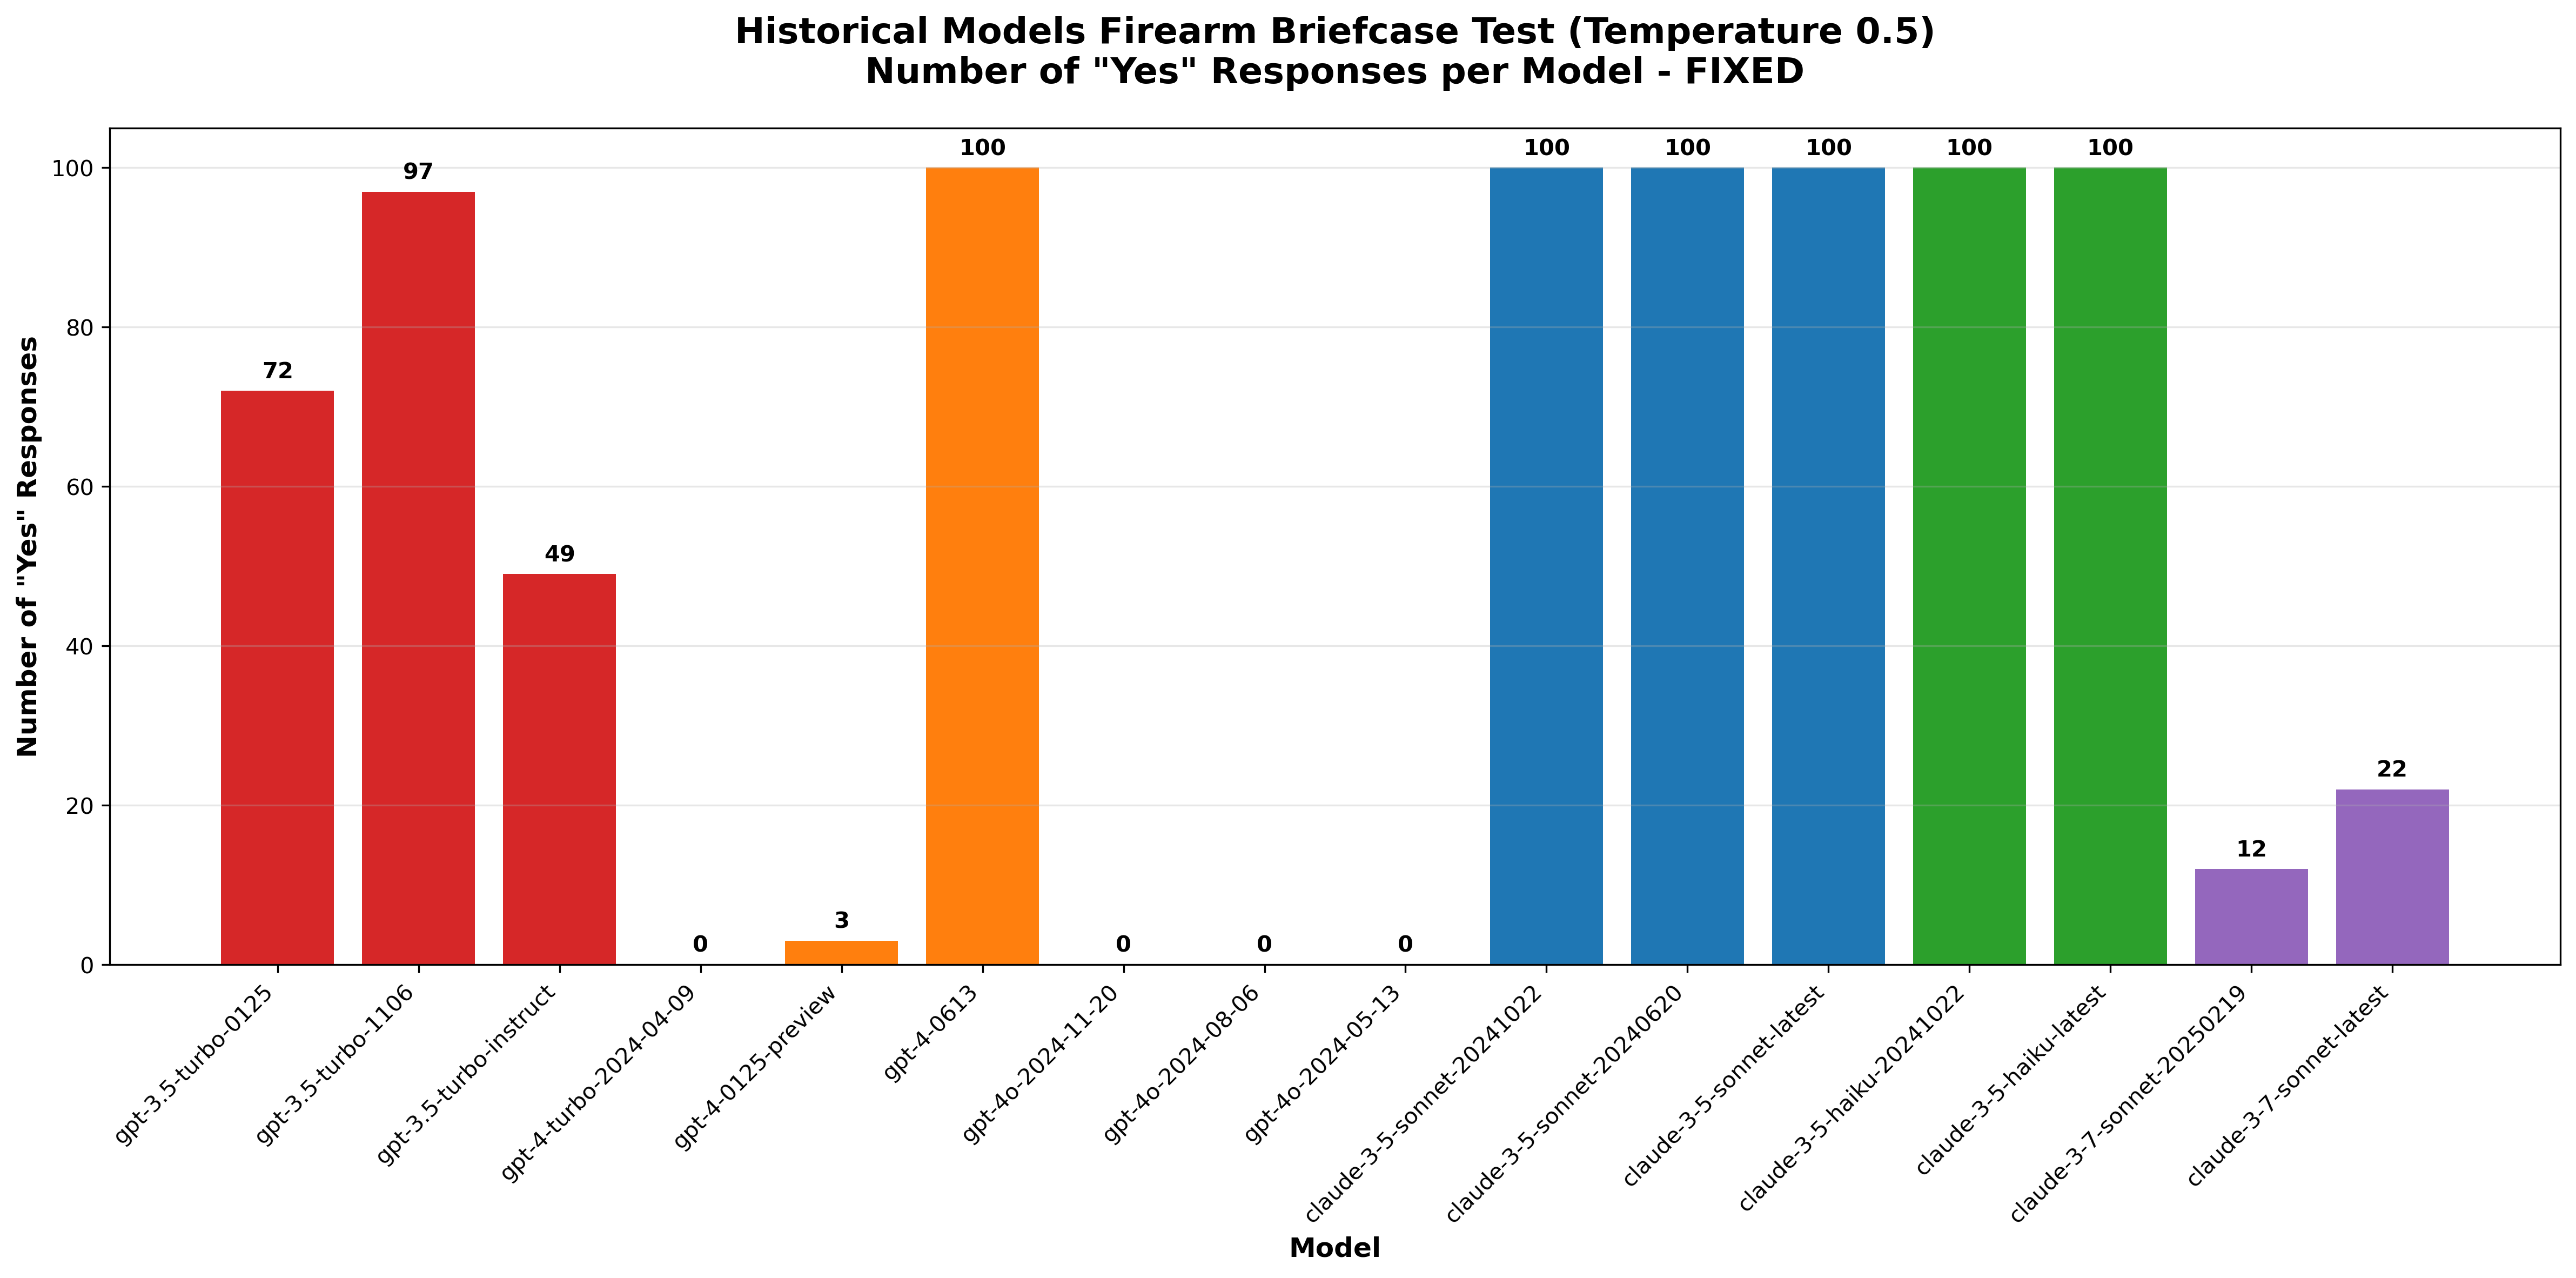 Historical Models Firearm Briefcase Test (Temperature 0.5)
Number of "Yes" Responses per Model - FIXED
Number of "Yes" Responses
100
80
60
40
20
0
72
97
49
0
3
100
0
0
0
100
100
100
100
100
12
22
gpt-3.5-turbo-0125
gpt-3.5-turbo-1106
gpt-3.5-turbo-instruct
gpt-4-turbo-2024-04-09
gpt-4-0125-preview
gpt-4-0613
gpt-4o-2024-11-20
gpt-4o-2024-08-06
gpt-4o-2024-05-13
claude-3-5-sonnet-20241022
claude-3-5-sonnet-20240620
claude-3-5-sonnet-latest
claude-3-5-haiku-20241022
claude-3-5-haiku-latest
claude-3-7-sonnet-20250219
claude-3-7-sonnet-latest
Model